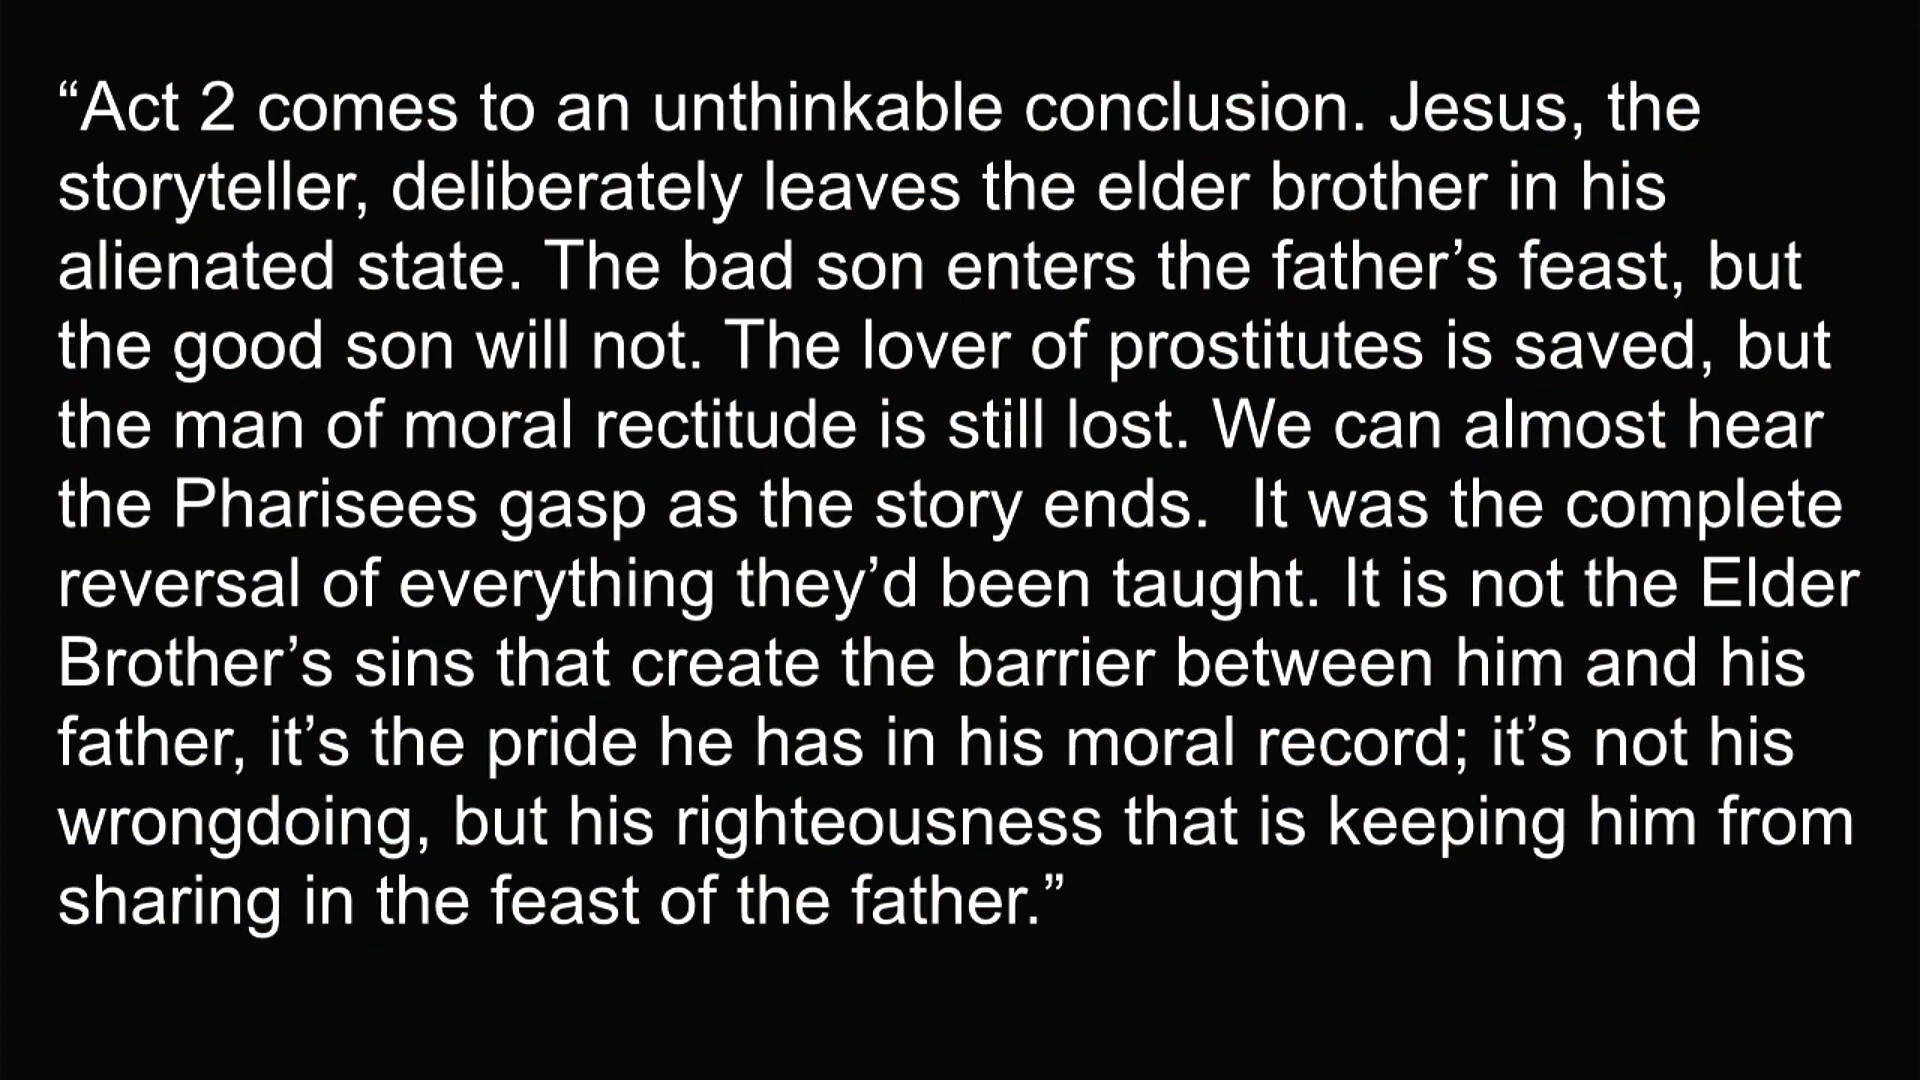 “Act 2 comes to an unthinkable conclusion. Jesus, the
storyteller, deliberately leaves the elder brother in his
alienated state. The bad son enters the father’s feast, but
the good son will not. The lover of prostitutes is saved, but
the man of moral rectitude is still lost. We can almost hear
the Pharisees gasp as the story ends.  It was the complete
reversal of everything they’d been taught. It is not the Elder
Brother’s sins that create the barrier between him and his
father, it’s the pride he has in his moral record; it’s not his
wrongdoing, but his righteousness that is keeping him from
sharing in the feast of the father.”